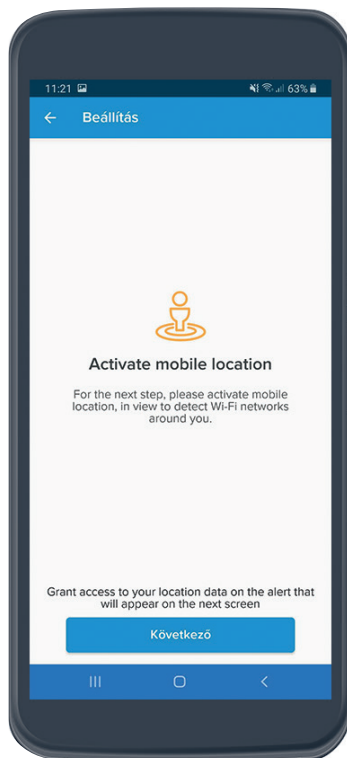 11:21 63%
Beállítás
Activate mobile location
For the next step, please activate mobile
location, in view to detect Wi-Fi networks
around you.
Grant access to your location data on the alert that
will appear on the next screen
Következő